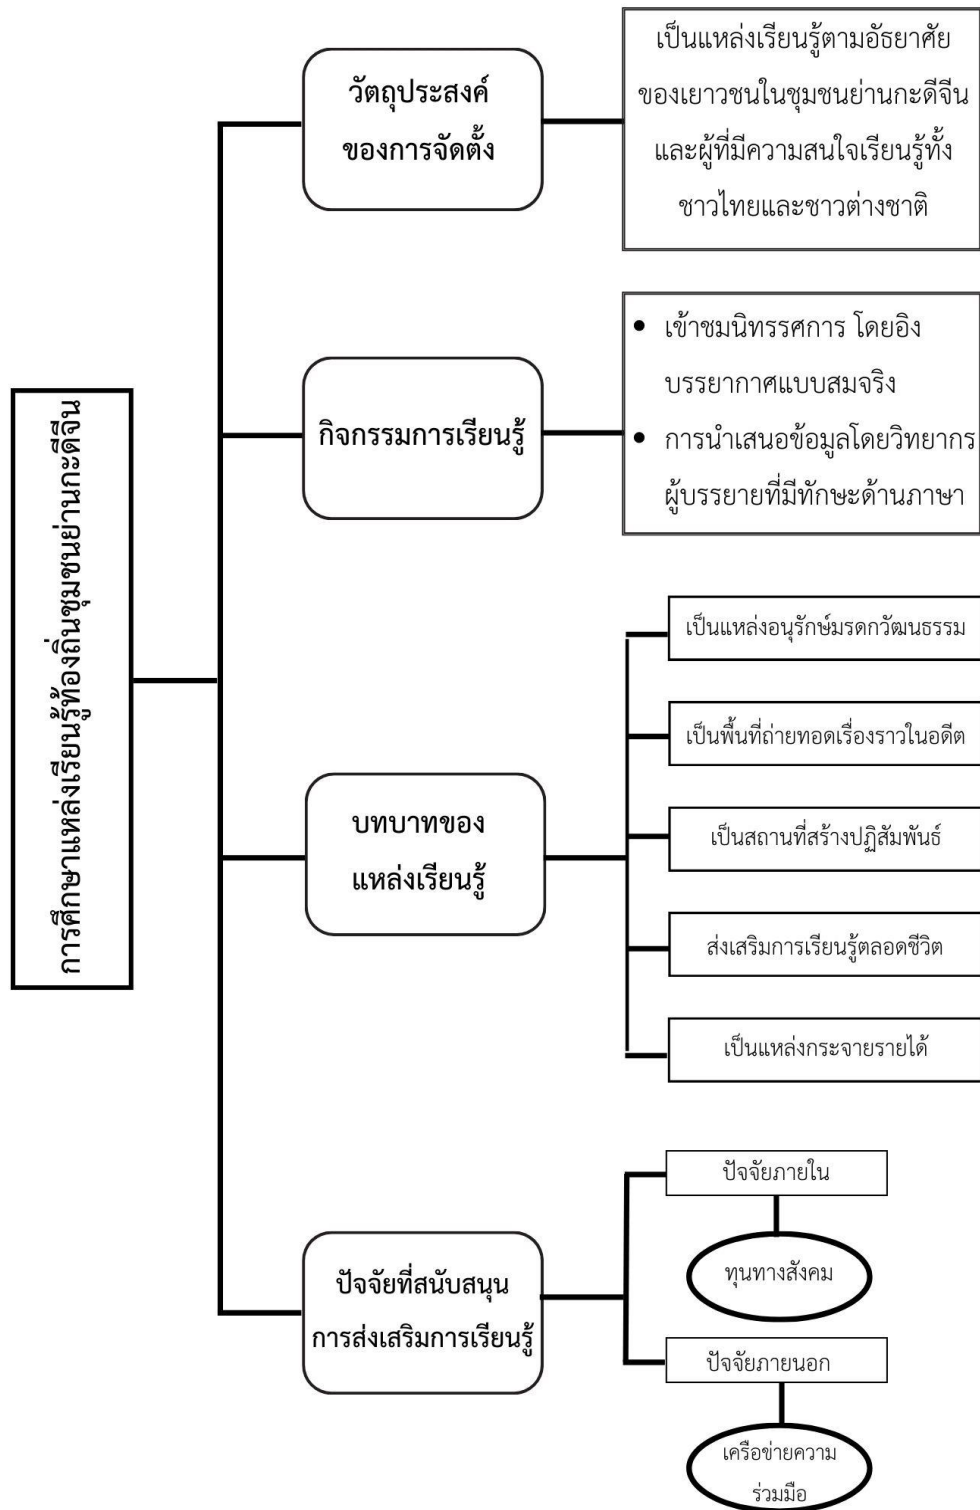 การศึกษาแหล่งเรียนรู้ท้องถิ่นชุมชนย่านกะดีจีน
วัตถุประสงค์
ของการจัดตั้ง
เป็นแหล่งเรียนรู้ตามอัธยาศัย
ของเยาวชนในชุมชนย่านกะดีจีน
และผู้ที่มีความสนใจเรียนรู้ทั้ง
ชาวไทยและชาวต่างชาติ
กิจกรรมการเรียนรู้
• เข้าชมนิทรรศการ โดยอิง
บรรยากาศแบบสมจริง
• การนำเสนอข้อมูลโดยวิทยากร
ผู้บรรยายที่มีทักษะด้านภาษา
บทบาทของ
แหล่งเรียนรู้
เป็นแหล่งอนุรักษ์มรดกวัฒนธรรม
เป็นพื้นที่ถ่ายทอดเรื่องราวในอดีต
เป็นสถานที่สร้างปฏิสัมพันธ์
ส่งเสริมการเรียนรู้ตลอดชีวิต
เป็นแหล่งกระจายรายได้
ปัจจัยที่สนับสนุน
การส่งเสริมการเรียนรู้
ปัจจัยภายใน
ทุนทางสังคม
ปัจจัยภายนอก
เครือข่ายความ
ร่วมมือ